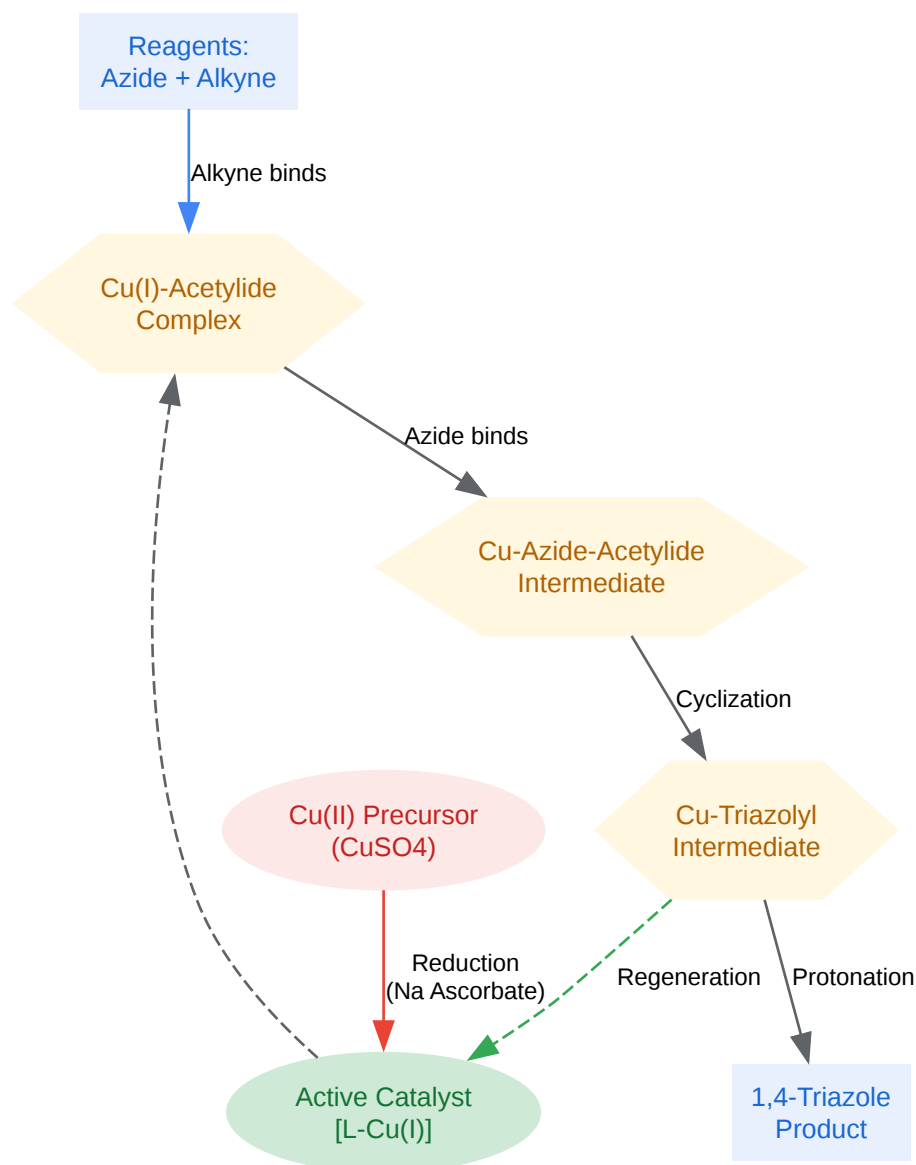 Reagents:
Azide + Alkyne
Alkyne binds
Cu(I)-Acetylide
Complex
Azide binds
Cu-Azide-Acetylide
Intermediate
Cyclization
Cu(II) Precursor
(CuSO4)
Cu-Triazolyl
Intermediate
Reduction
(Na Ascorbate)
Regeneration
Protonation
Active Catalyst
[L-Cu(I)]
1,4-Triazole
Product